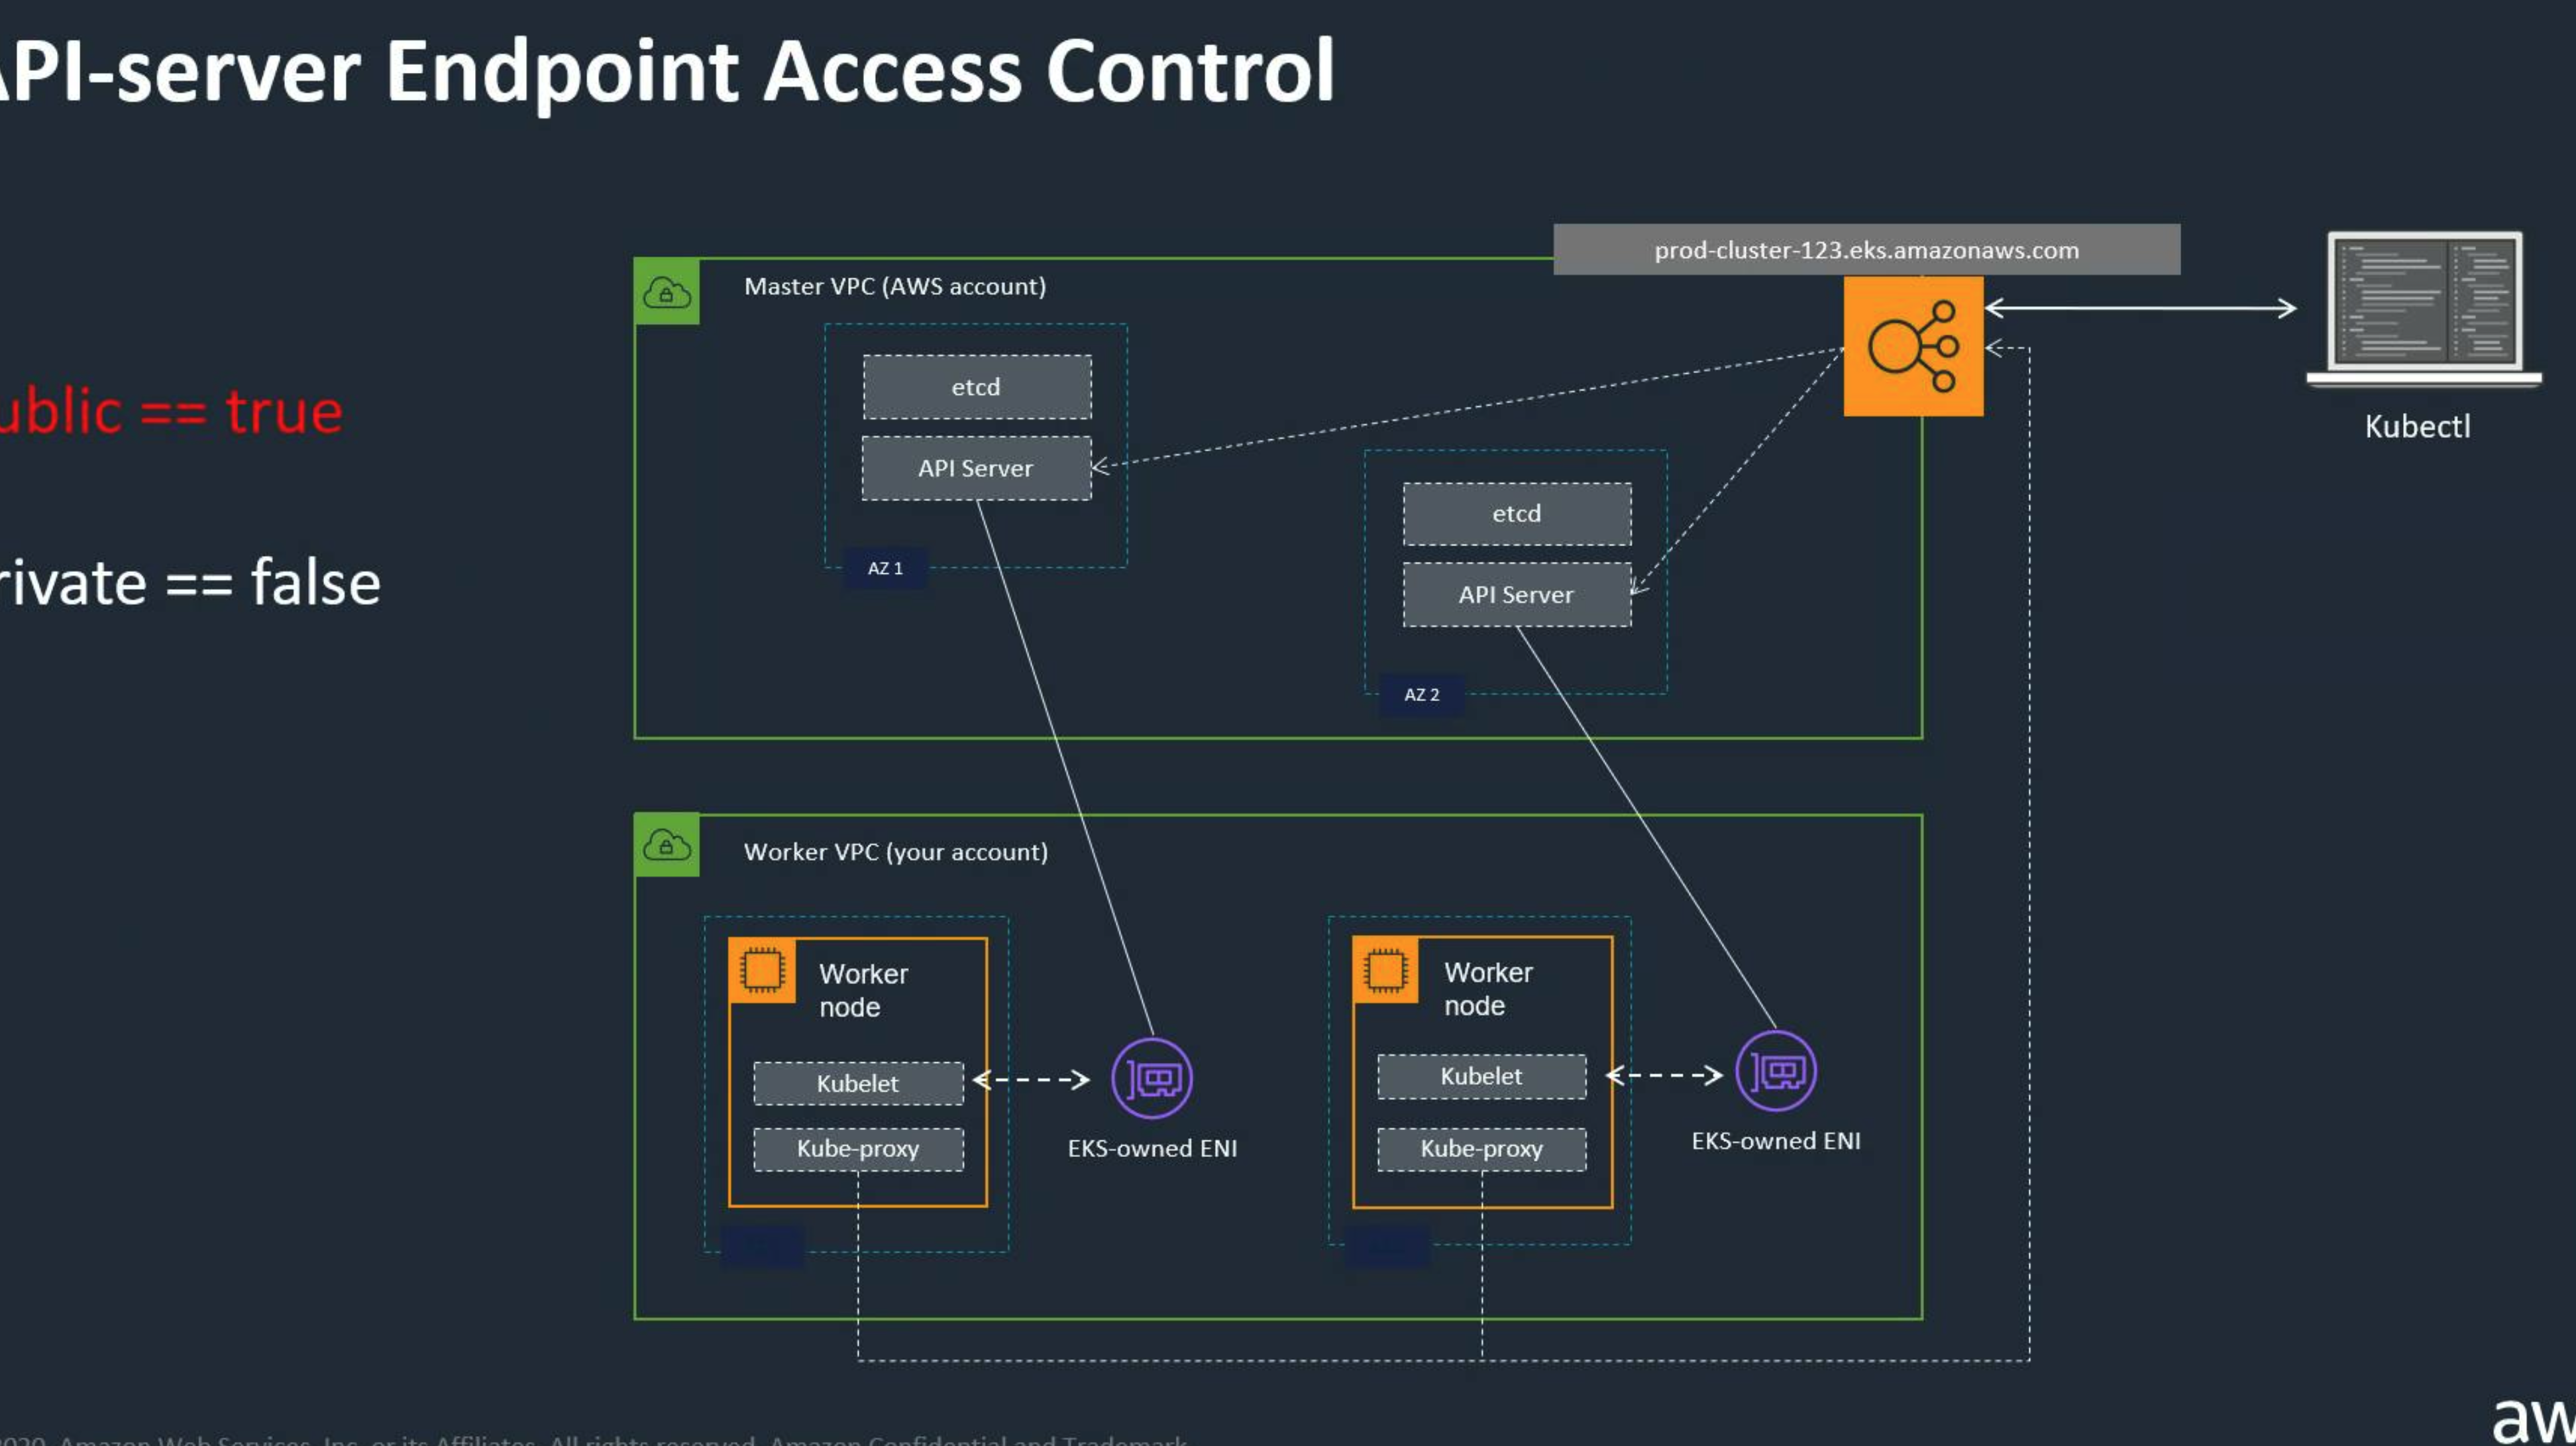 API-server Endpoint Access Control
ublic == true
rivate == false
prod-cluster-123.eks.amazonaws.com
Kubectl
Master VPC (AWS account)
etcd
API Server
AZ 1
etcd
API Server
AZ 2
Worker VPC (your account)
Worker
node
Kubelet
Kube-proxy
EKS-owned ENI
Worker
node
Kubelet
Kube-proxy
EKS-owned ENI
2020, Amazon Web Services, Inc. or its Affiliates. All rights reserved. Amazon Confidential and Trademark
aw